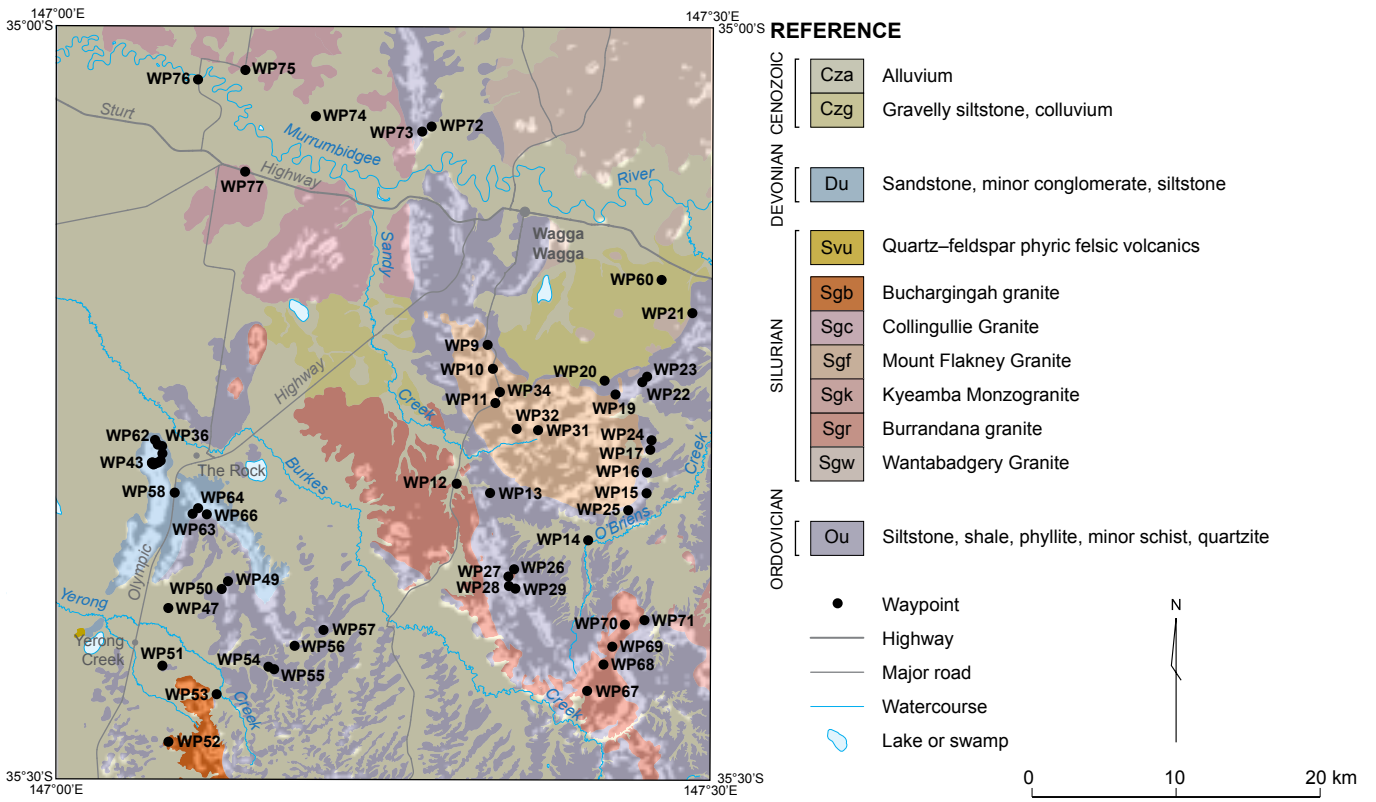 147°00'E
147°30'E
35°00'S
35°00'S
WP75
WP76
Sturt
WP74
WP72
WP73
Murrumbidgee
Highway
WP77
River
Sandy
Wagga
Wagga
WP60
WP21
WP9
WP10
WP20
WP23
Highway
WP34
WP22
WP11
Creek
WP19
WP32
WP31
WP62
WP36
WP24
WP17
WP43
The Rock
Burkes
WP16
Creek
WP12
WP58
WP13
WP15
WP64
WP25
WP63
WP66
O'Briens
WP14
Olympic
WP27
WP26
WP49
WP28
WP29
WP50
Yerong
WP47
WP70
WP71
WP57
Yerong
Creek
WP56
WP69
WP51
WP54
WP68
WP55
WP53
WP67
Creek
Creek
WP52
35°30'S
35°30'S
147°00'E
147°30'E
REFERENCE
CENOZOIC
Cza Alluvium
Czg Gravelly siltstone, colluvium
DEVONIAN
Du Sandstone, minor conglomerate, siltstone
SILURIAN
Svu Quartz–feldspar phyric felsic volcanics
Sgb Buchargingah granite
Sgc Collingullie Granite
Sgf Mount Flakney Granite
Sgk Kyeamba Monzogranite
Sgr Burrandana granite
Sgw Wantabadgery Granite
ORDOVICIAN
Ou Siltstone, shale, phyllite, minor schist, quartzite
Waypoint
Highway
Major road
Watercourse
Lake or swamp
N
0 10 20 km